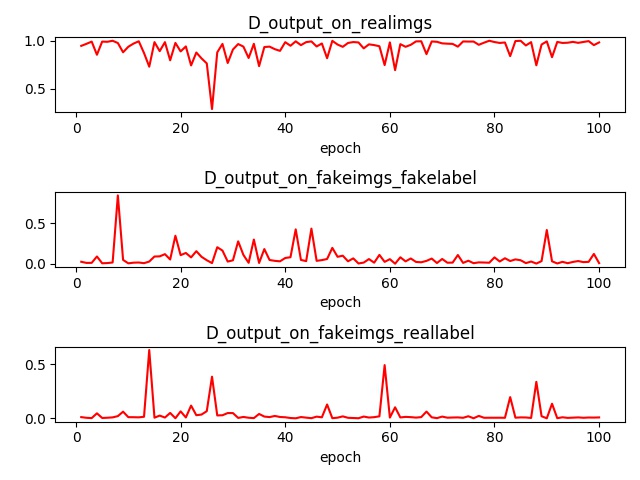 D_output_on_realimgs
1.0
0.5
0 20 40 60 80 100
epoch
D_output_on_fakeimgs_fakelabel
0.5
0.0
0 20 40 60 80 100
epoch
D_output_on_fakeimgs_reallabel
0.5
0.0
0 20 40 60 80 100
epoch